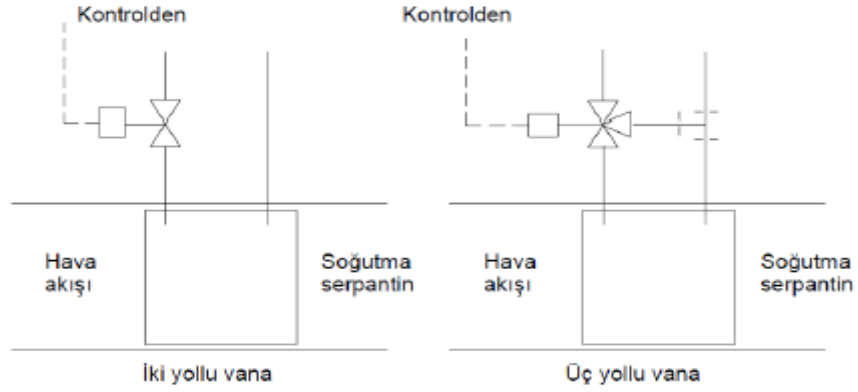 Kontrolden
Kontrolden
Hava
akışı
Soğutma
serpantin
Hava
akışı
Soğutma
serpantin
İki yollu vana
Üç yollu vana